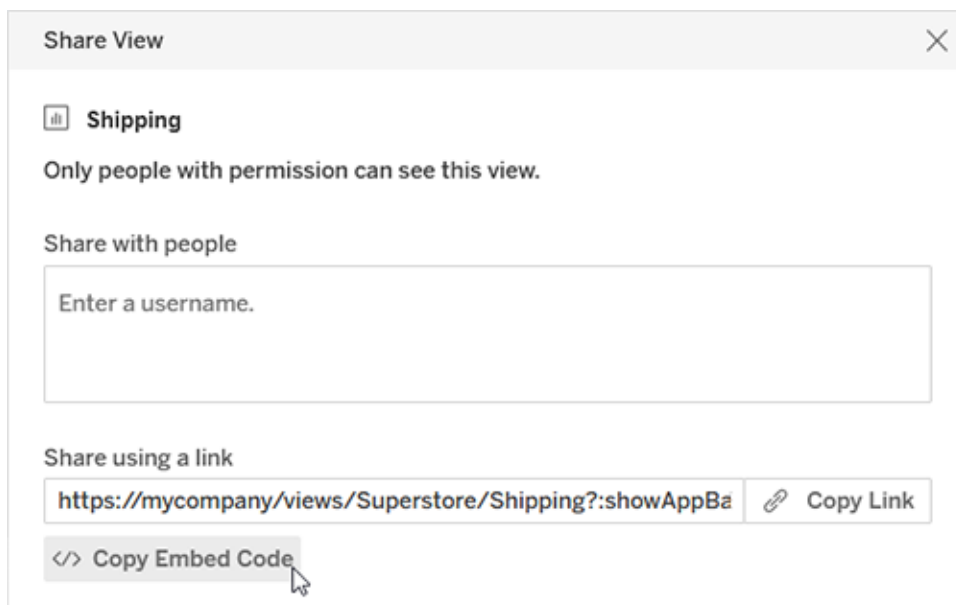 Share View
Shipping
Only people with permission can see this view.
Share with people
Enter a username.
Share using a link
https://mycompany/views/Superstore/Shipping?:showAppBa
Copy Link
</> Copy Embed Code